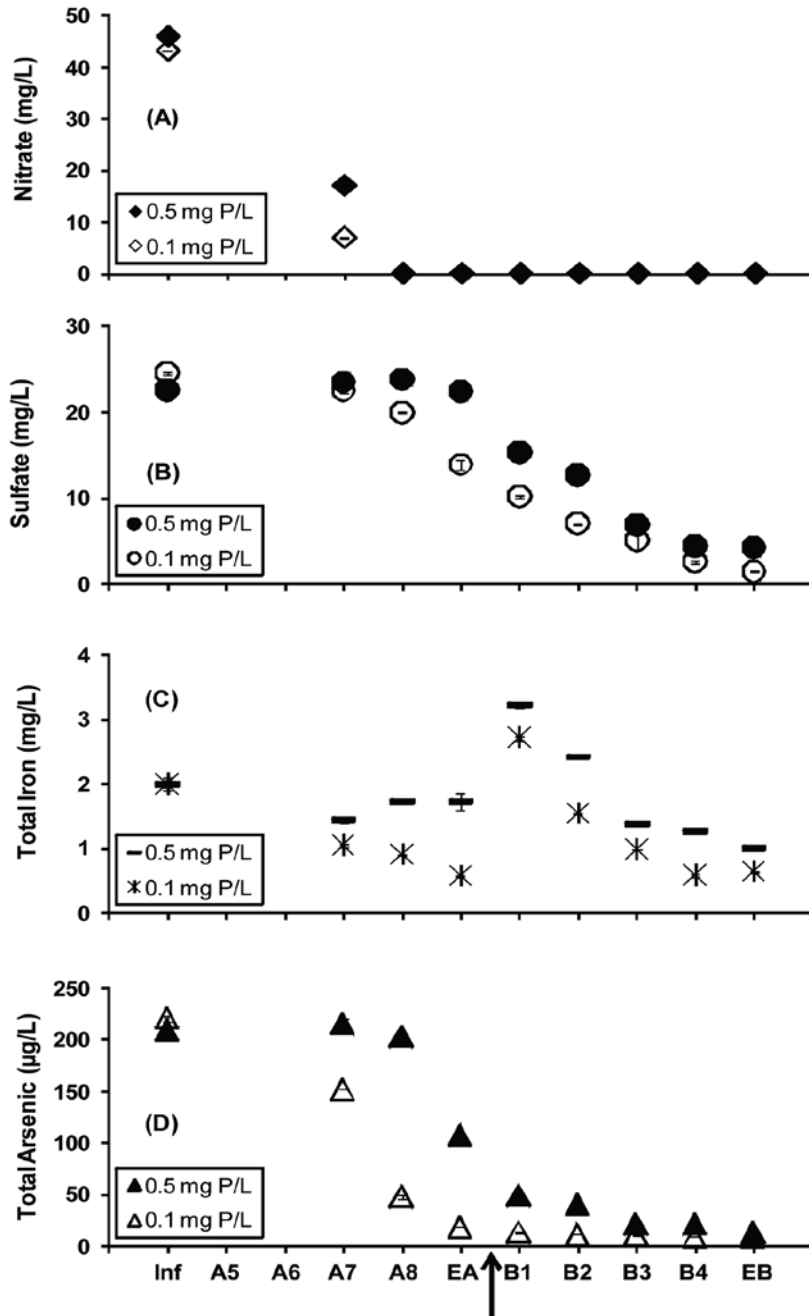 50
40
30
20
10
0
Nitrate (mg/L)
(A)
0.5 mg P/L
0.1 mg P/L
30
20
10
0
Sulfate (mg/L)
(B)
0.5 mg P/L
0.1 mg P/L
4
3
2
1
0
Total Iron (mg/L)
(C)
0.5 mg P/L
0.1 mg P/L
250
200
150
100
50
0
Total Arsenic (µg/L)
(D)
0.5 mg P/L
0.1 mg P/L
Inf A5 A6 A7 A8 EA B1 B2 B3 B4 EB